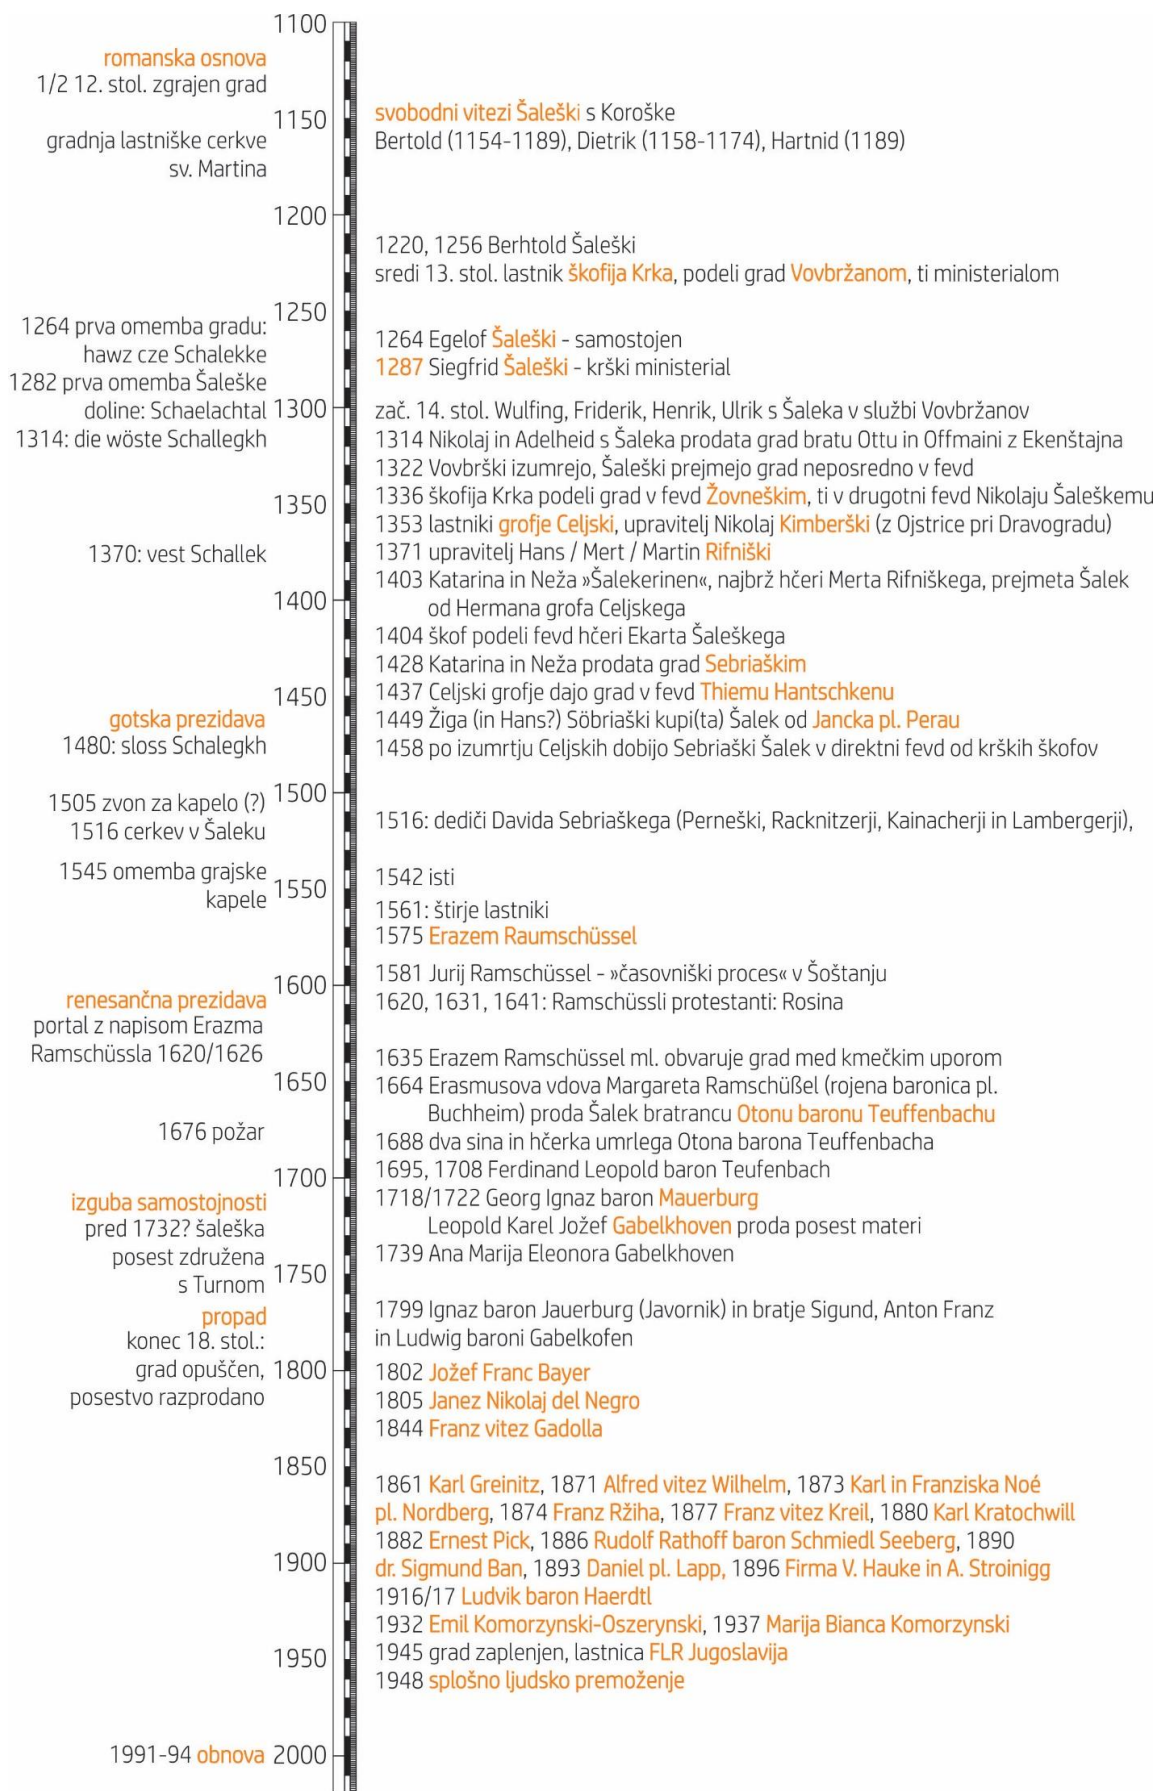 1100
romanska osnova
1/2 12. stol. zgrajen grad
1150
gradnja lastniške cerkve
sv. Martina
svobodni vitezi Šaleški s Koroške
Bertold (1154-1189), Dietrik (1158-1174), Hartnid (1189)
1200
1220, 1256 Berhtold Šaleški
sredi 13. stol. lastnik škofija Krka, podeli grad Vovbržanom, ti ministerialom
1250
1264 prva omemba gradu:
hawz cze Schalekke
1282 prva omemba Šaleške
doline: Schaelachtal
1314: die wöste Schallegkh
1264 Egelof Šaleški - samostojen
1287 Siegfrid Šaleški - krški ministerial
1300
zač. 14. stol. Wulfing, Friderik, Henrik, Ulrik s Šaleka v službi Vovbržanov
1314 Nikolaj in Adelheid s Šaleka prodata grad bratu Ottu in Offmaini z Ekenštajna
1322 Vovbrški izumrejo, Šaleški prejmejo grad neposredno v fevd
1336 škofija Krka podeli grad v fevd Žovneškim, ti v drugotni fevd Nikolaju Šaleškemu
1350
1353 lastniki grofje Celjski, upravitelj Nikolaj Kimberški (z Ojstrice pri Dravogradu)
1370: vest Schallek
1371 upravitelj Hans / Mert / Martin Rifniški
1403 Katarina in Neža »Šalekerinen«, najbrž hčeri Merta Rifniškega, prejmeta Šalek
od Hermana grofa Celjskega
1400
1404 škof podeli fevd hčeri Ekarta Šaleškega
1428 Katarina in Neža prodata grad Sebriaškim
1437 Celjski grofje dajo grad v fevd Thiemu Hantschkenu
1450
gotska prezidava
1480: sloss Schalegkh
1449 Žiga (in Hans?) Söbriaški kupi(ta) Šalek od Jancka pl. Perau
1458 po izumrtju Celjskih dobijo Sebriaški Šalek v direktni fevd od krških škofov
1500
1505 zvon za kapelo (?)
1516 cerkev v Šaleku
1516: dediči Davida Sebriaškega (Perneški, Racknitzerji, Kainacherji in Lambergerji),
1545 omemba grajske
kapele
1550
1542 isti
1561: štirje lastniki
1575 Erazem Raumschüssel
1581 Jurij Ramschüssel - »časovniški proces« v Šoštanju
1600
renesančna prezidava
portal z napisom Erazma
Ramschüssla 1620/1626
1620, 1631, 1641: Ramschüssli protestanti: Rosina
1635 Erazem Ramschüssel ml. obvaruje grad med kmečkim uporom
1650
1664 Erasmusova vdova Margareta Ramschüßel (rojena baronica pl.
Buchheim) proda Šalek bratrancu Otonu baronu Teuffenbachu
1676 požar
1688 dva sina in hčerka umrlega Otona barona Teuffenbacha
1695, 1708 Ferdinand Leopold baron Teufenbach
1700
izguba samostojnosti
pred 1732? šaleška
posest združena
s Turnom
1718/1722 Georg Ignaz baron Mauerburg
Leopold Karel Jožef Gabelkhoven proda posest materi
1739 Ana Marija Eleonora Gabelkhoven
1750
propad
konec 18. stol.:
grad opuščen,
posestvo razprodano
1799 Ignaz baron Jauerburg (Javornik) in bratje Sigund, Anton Franz
in Ludwig baroni Gabelkofen
1800
1802 Jožef Franc Bayer
1805 Janez Nikolaj del Negro
1844 Franz vitez Gadolla
1850
1861 Karl Greinitz, 1871 Alfred vitez Wilhelm, 1873 Karl in Franziska Noé
pl. Nordberg, 1874 Franz Ržiha, 1877 Franz vitez Kreil, 1880 Karl Kratochwill
1882 Ernest Pick, 1886 Rudolf Rathoff baron Schmiedl Seeberg, 1890
1900
dr. Sigmund Ban, 1893 Daniel pl. Lapp, 1896 Firma V. Hauke in A. Stroinigg
1916/17 Ludvik baron Haerdtl
1932 Emil Komorzynski-Oszerynski, 1937 Marija Bianca Komorzynski
1950
1945 grad zaplenjen, lastnica FLR Jugoslavija
1948 splošno ljudsko premoženje
1991-94 obnova
2000